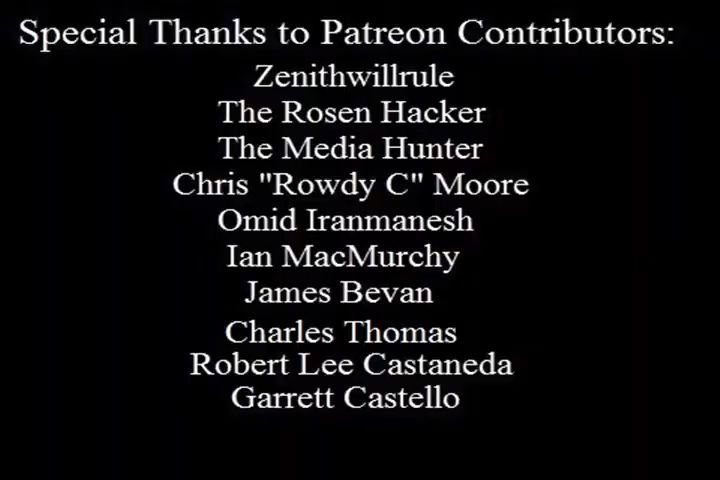 Special Thanks to Patreon Contributors:
Zenithwillrule
The Rosen Hacker
The Media Hunter
Chris "Rowdy C" Moore
Omid Iranmanesh
Ian MacMurchy
James Bevan
Charles Thomas
Robert Lee Castaneda
Garrett Castello